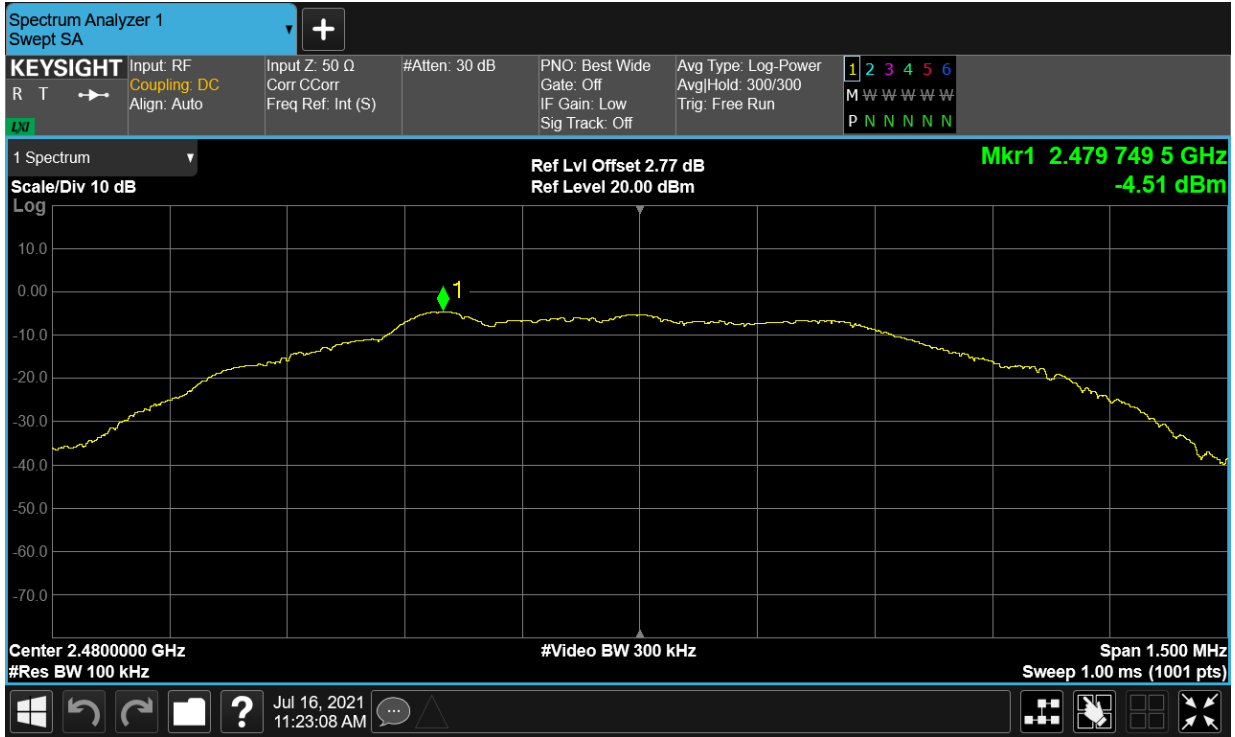 Spectrum Analyzer 1
Swept SA
▼
+
KEYSIGHT
R T
LXI
Input: RF
Coupling: DC
Align: Auto
Input Z: 50 Ω
Corr CCorr
Freq Ref: Int (S)
#Atten: 30 dB
PNO: Best Wide
Gate: Off
IF Gain: Low
Sig Track: Off
Avg Type: Log-Power
Avg|Hold: 300/300
Trig: Free Run
1 2 3 4 5 6
M W W W W W
P N N N N N
1 Spectrum ▼
Scale/Div 10 dB
Log
Ref Lvl Offset 2.77 dB
Ref Level 20.00 dBm
Mkr1 2.479 749 5 GHz
-4.51 dBm
10.0
0.00
-10.0
-20.0
-30.0
-40.0
-50.0
-60.0
-70.0
1
Center 2.4800000 GHz
#Res BW 100 kHz
#Video BW 300 kHz
Span 1.500 MHz
Sweep 1.00 ms (1001 pts)
?
Jul 16, 2021
11:23:08 AM